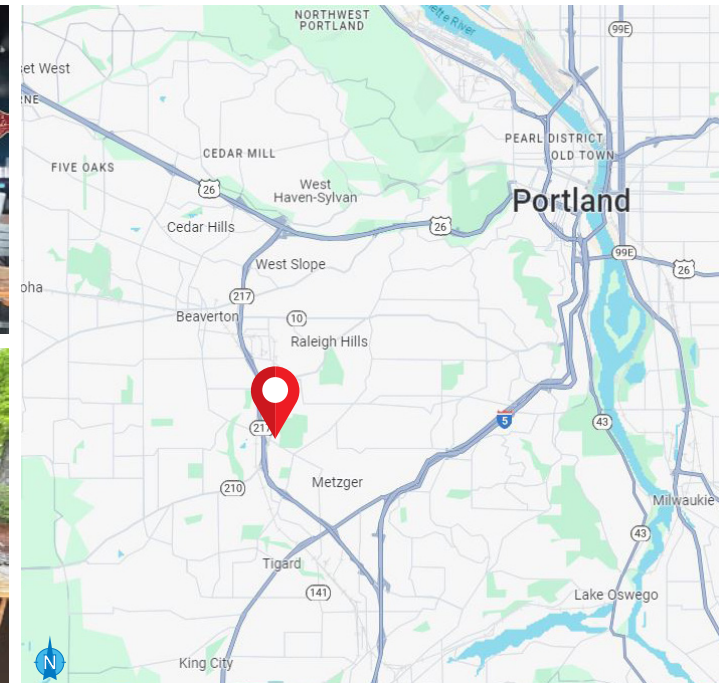 NORTHWEST
PORTLAND
99E
set West
PEARL DISTRICT
OLD TOWN
CEDAR MILL
FIVE OAKS
West
Haven-Sylvan
26
Portland
26
Cedar Hills
99E
West Slope
26
217
Beaverton
10
Raleigh Hills
5
43
Metzger
210
Milwaukie
43
Tigard
141
Lake Oswego
King City
N